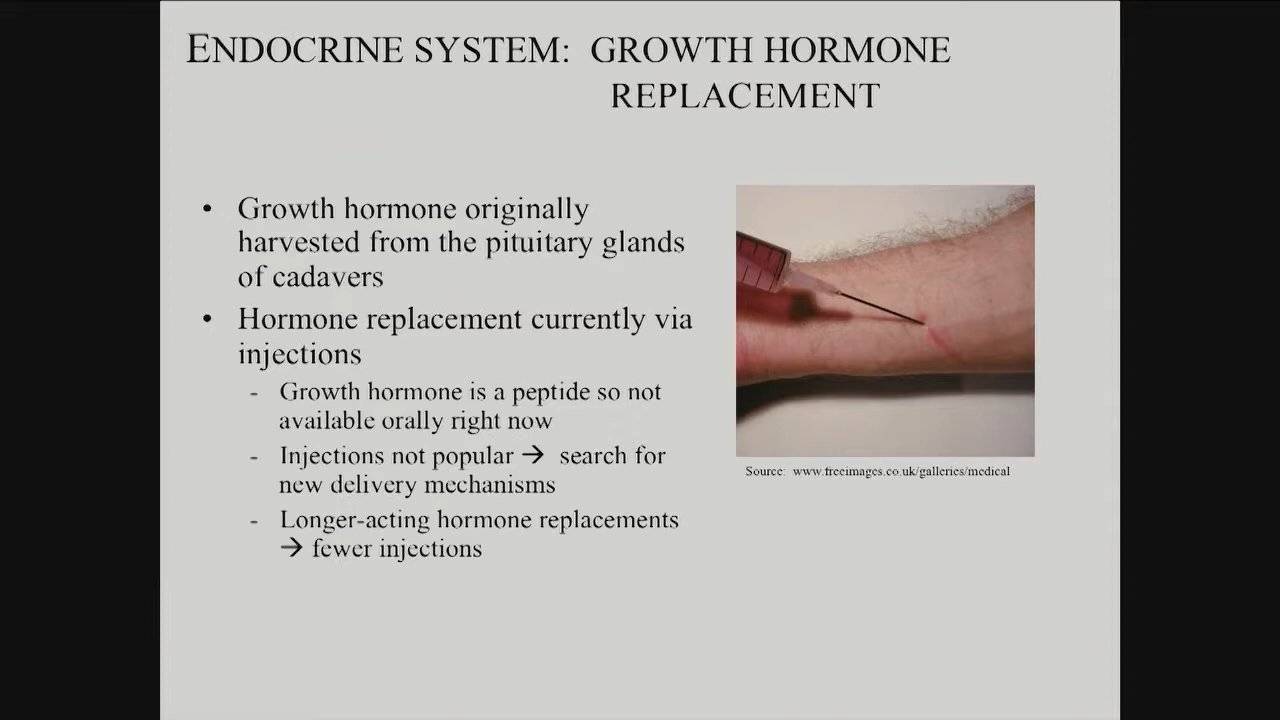 ENDOCRINE SYSTEM: GROWTH HORMONE
REPLACEMENT
• Growth hormone originally
harvested from the pituitary glands
of cadavers
• Hormone replacement currently via
injections
- Growth hormone is a peptide so not
available orally right now
- Injections not popular → search for
new delivery mechanisms
- Longer-acting hormone replacements
→ fewer injections
Source: www.freeimages.co.uk/galleries/medical